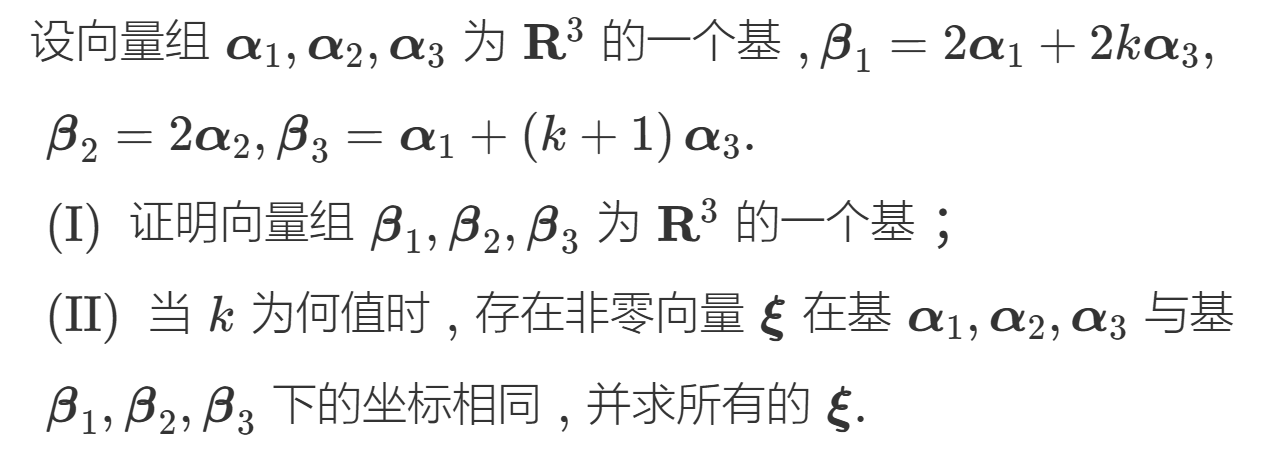 设向量组 α₁, α₂, α₃ 为 R³ 的一个基 , β₁ = 2α₁ + 2kα₃,
β₂ = 2α₂, β₃ = α₁ + (k + 1) α₃.
(I) 证明向量组 β₁, β₂, β₃ 为 R³ 的一个基；
(II) 当 k 为何值时 , 存在非零向量 ξ 在基 α₁, α₂, α₃ 与基
β₁, β₂, β₃ 下的坐标相同 , 并求所有的 ξ.